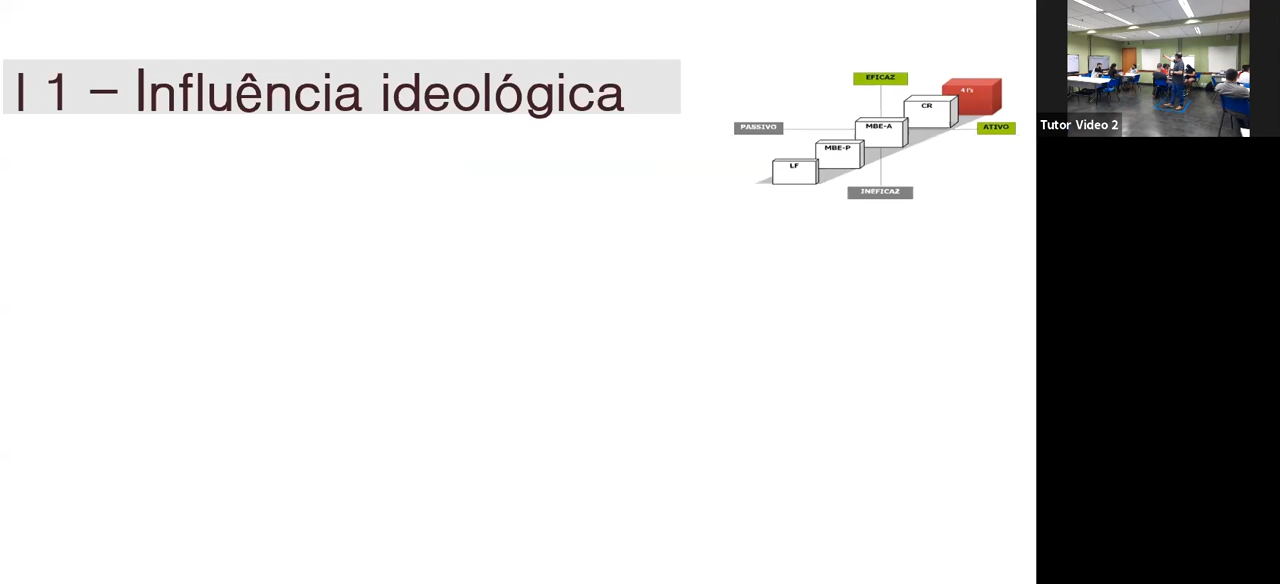 I 1 – Influência ideológica
EFICAZ
4 I's
CR
PASSIVO
MBE-A
ATIVO
MBE-P
LF
INEFICAZ
Tutor Video 2